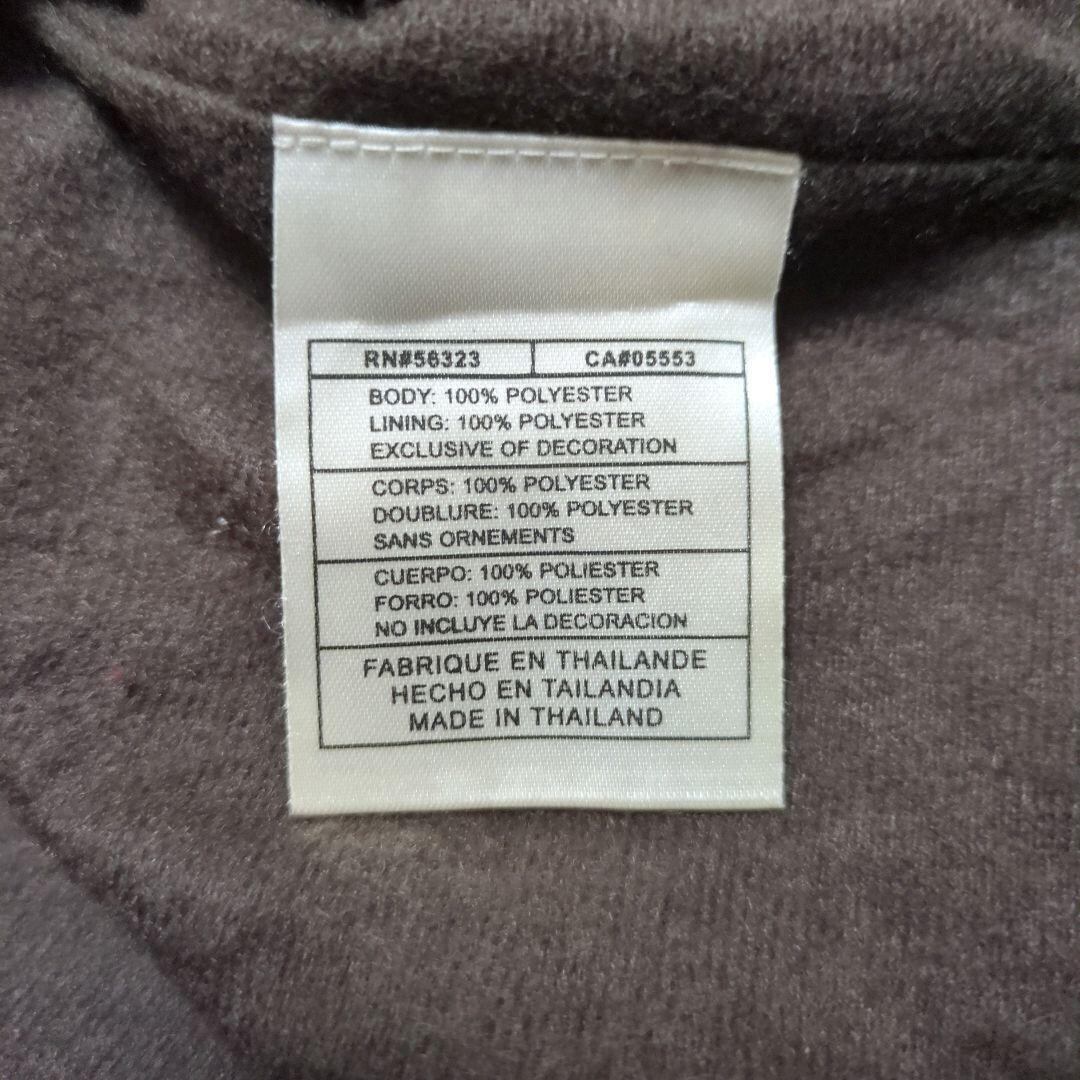 RN#56323 CA#05553
BODY: 100% POLYESTER
LINING: 100% POLYESTER
EXCLUSIVE OF DECORATION
CORPS: 100% POLYESTER
DOUBLURE: 100% POLYESTER
SANS ORNEMENTS
CUERPO: 100% POLIESTER
FORRO: 100% POLIESTER
NO INCLUYE LA DECORACION
FABRIQUE EN THAILANDE
HECHO EN TAILANDIA
MADE IN THAILAND